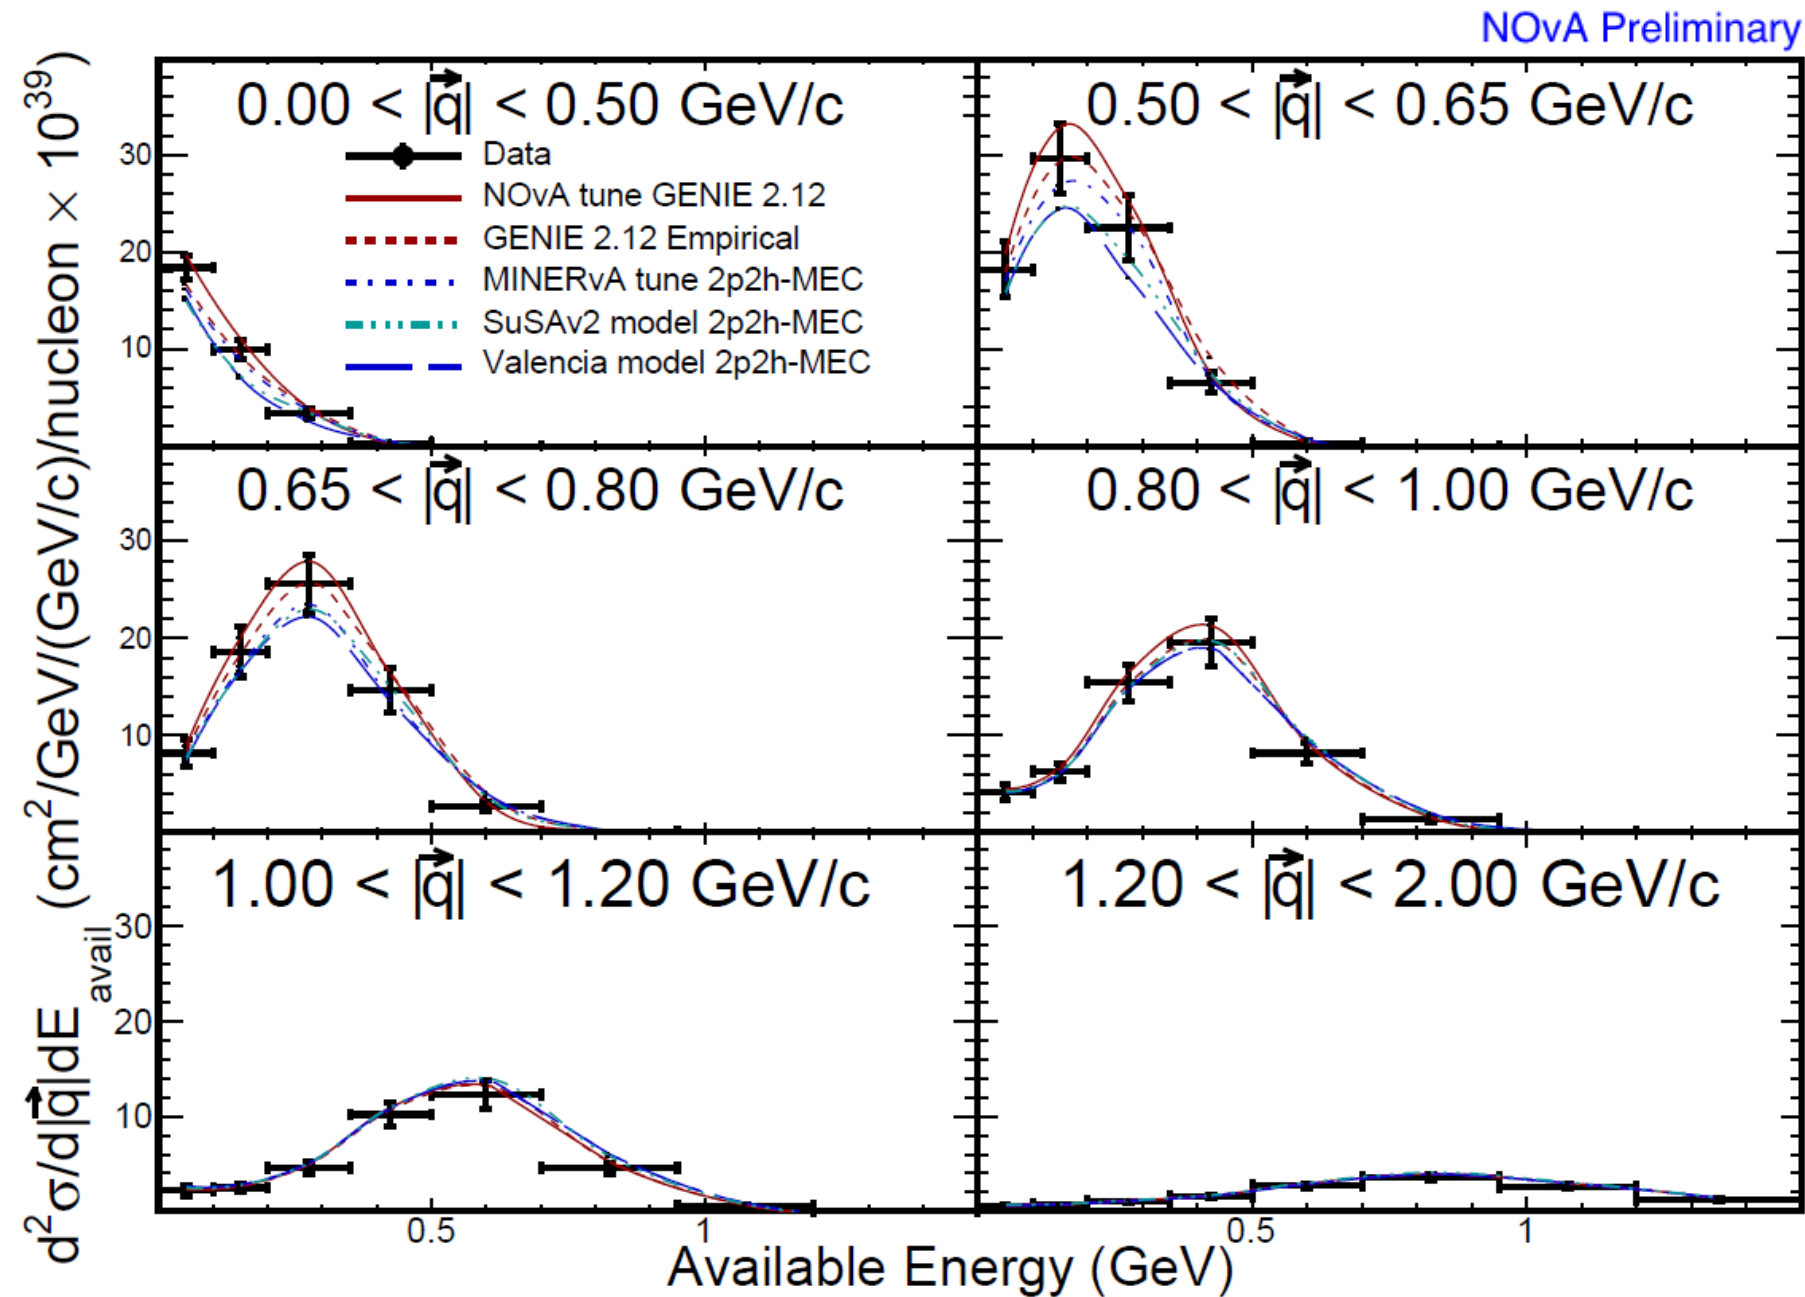 NOvA Preliminary
d²σ/d|q⃗|dE_avail (cm²/GeV/(GeV/c)/nucleon × 10³⁹)
0.00 < |q⃗| < 0.50 GeV/c
Data
NOvA tune GENIE 2.12
GENIE 2.12 Empirical
MINERvA tune 2p2h-MEC
SuSAv2 model 2p2h-MEC
Valencia model 2p2h-MEC
30
20
10
0.50 < |q⃗| < 0.65 GeV/c
0.65 < |q⃗| < 0.80 GeV/c
30
20
10
0.80 < |q⃗| < 1.00 GeV/c
1.00 < |q⃗| < 1.20 GeV/c
30
20
10
0.5 1
1.20 < |q⃗| < 2.00 GeV/c
0.5 1
Available Energy (GeV)